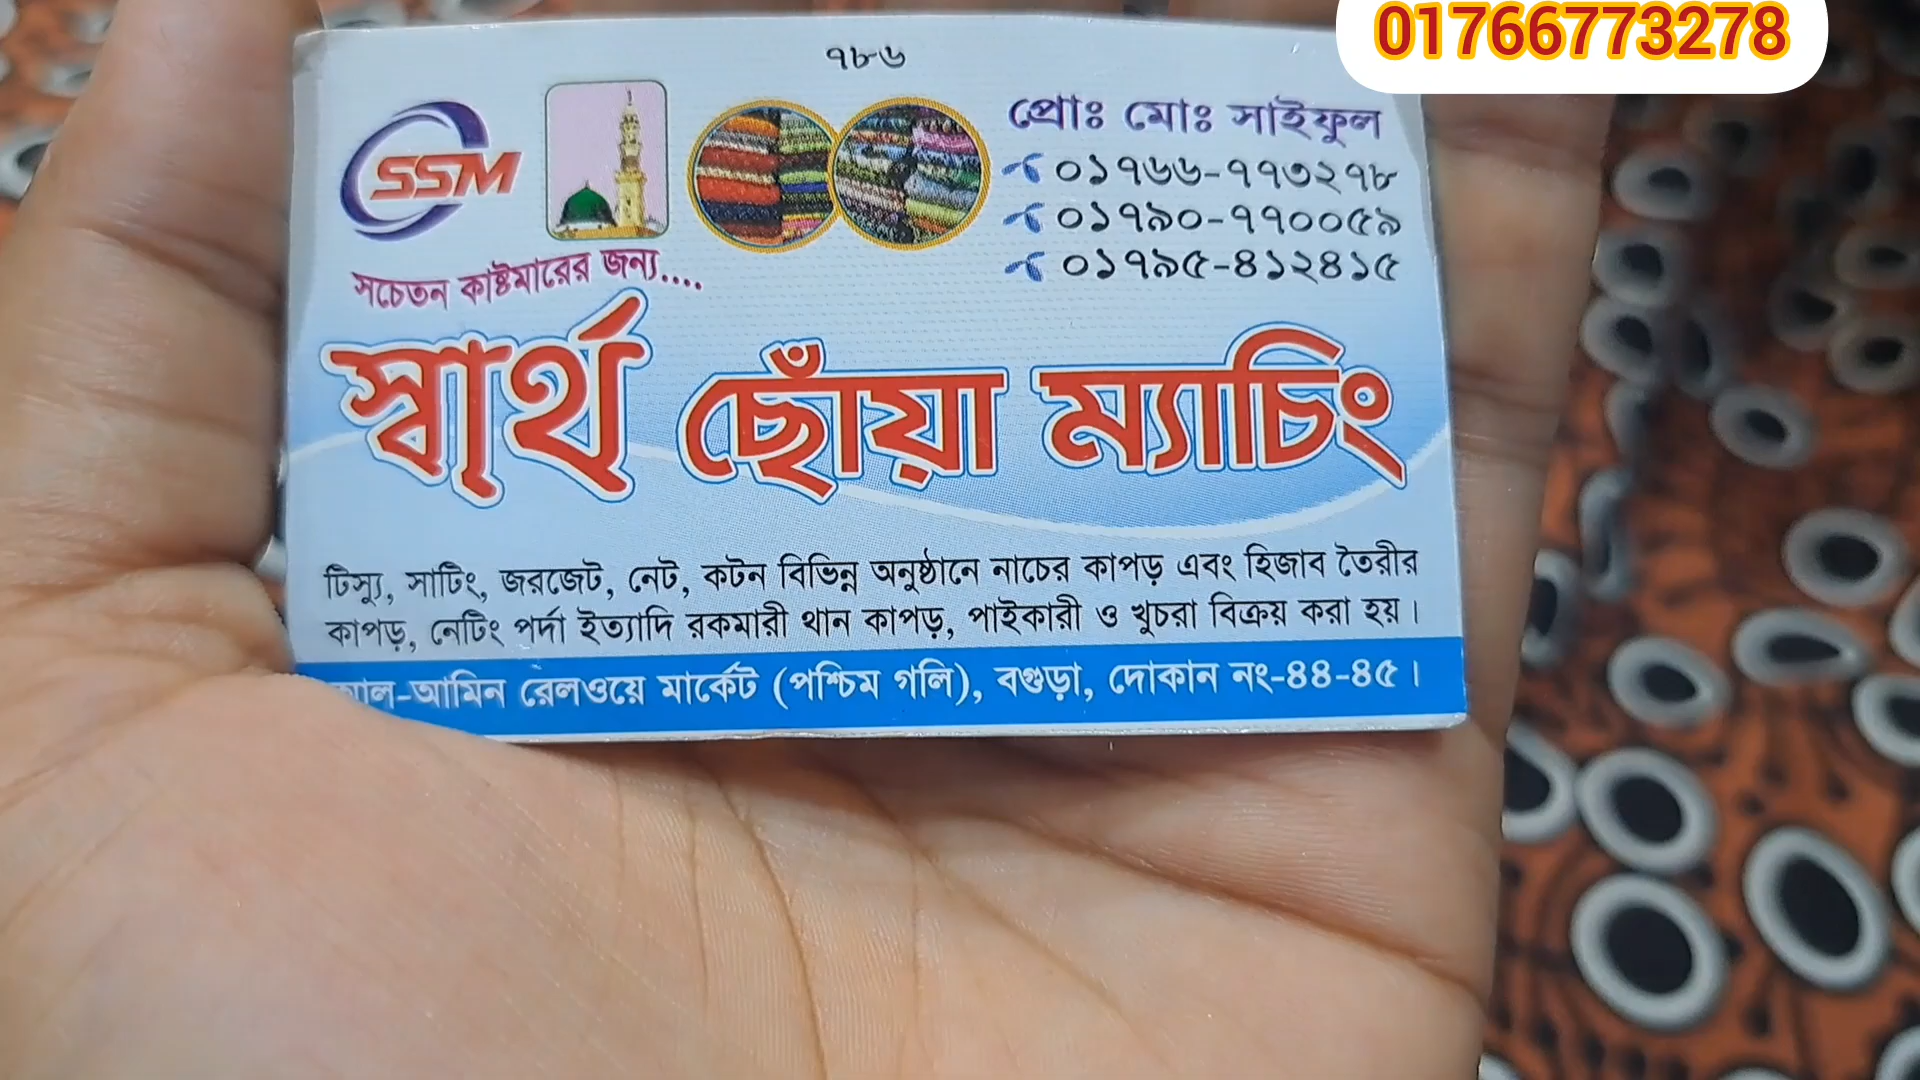 01766773278
৭৮৬
SSM
প্রোঃ মোঃ সাইফুল
০১৭৬৬-৭৭৩২৭৮
০১৭৯০-৭৭০০৫৯
০১৭৯৫-৪১২৪১৫
সচেতন কাষ্টমারের জন্য....
স্বার্থ ছোঁয়া ম্যাচিং
টিস্যু, সাটিং, জরজেট, নেট, কটন বিভিন্ন অনুষ্ঠানে নাচের কাপড় এবং হিজাব তৈরীর
কাপড়, নেটিং পর্দা ইত্যাদি রকমারী থান কাপড়, পাইকারী ও খুচরা বিক্রয় করা হয়।
আল-আমিন রেলওয়ে মার্কেট (পশ্চিম গলি), বগুড়া, দোকান নং-৪৪-৪৫।